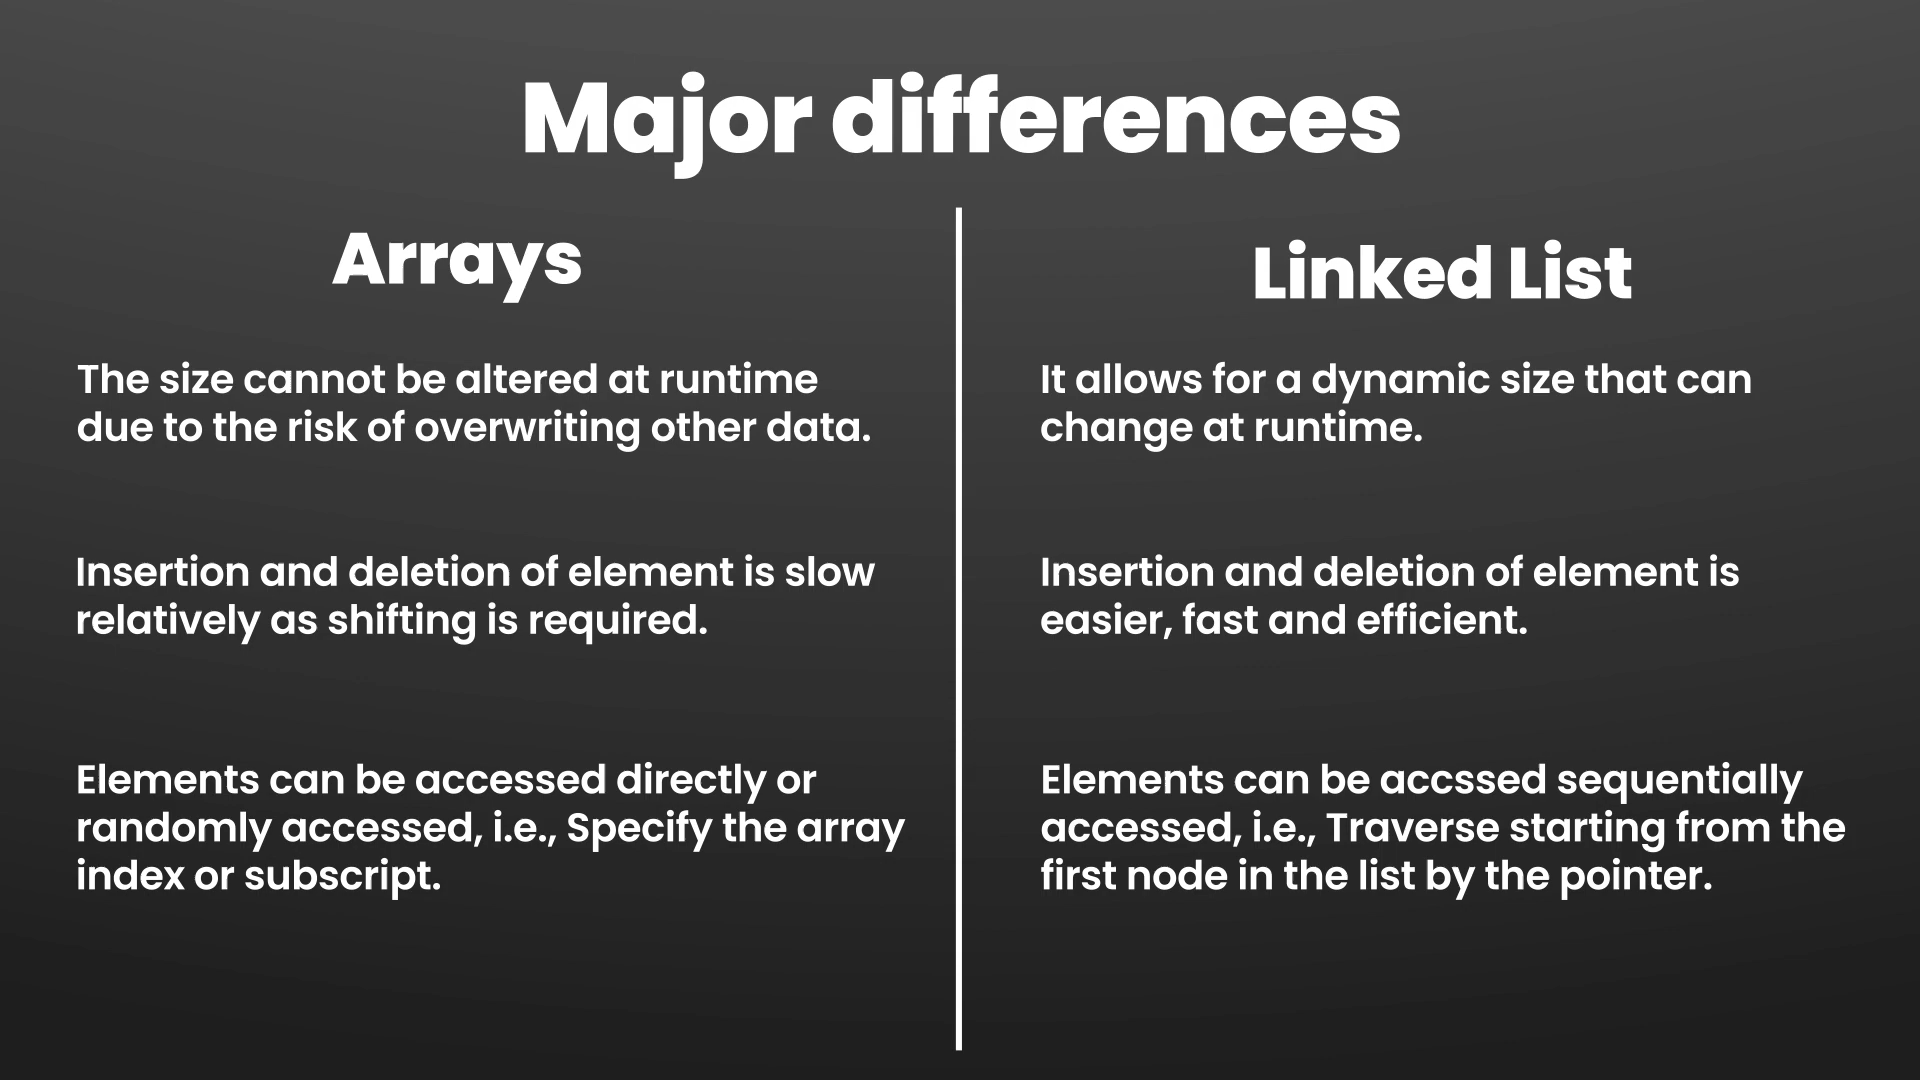 Major differences
Arrays
The size cannot be altered at runtime
due to the risk of overwriting other data.
Insertion and deletion of element is slow
relatively as shifting is required.
Elements can be accessed directly or
randomly accessed, i.e., Specify the array
index or subscript.
Linked List
It allows for a dynamic size that can
change at runtime.
Insertion and deletion of element is
easier, fast and efficient.
Elements can be accssed sequentially
accessed, i.e., Traverse starting from the
first node in the list by the pointer.